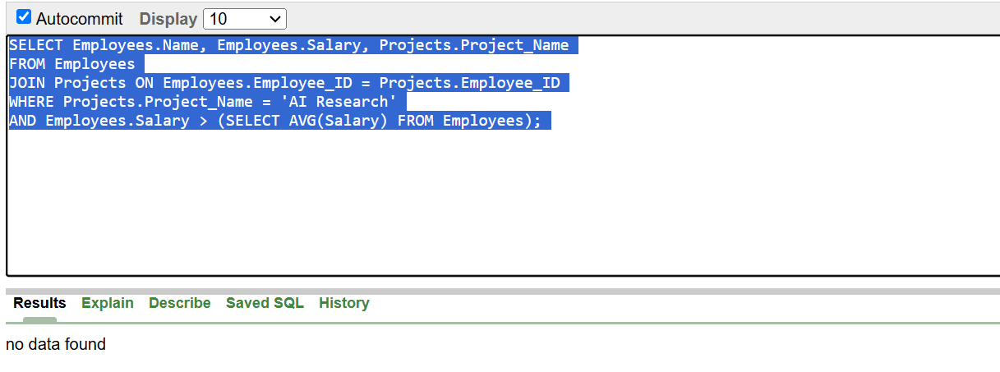 Autocommit Display 10
SELECT Employees.Name, Employees.Salary, Projects.Project_Name
FROM Employees
JOIN Projects ON Employees.Employee_ID = Projects.Employee_ID
WHERE Projects.Project_Name = 'AI Research'
AND Employees.Salary > (SELECT AVG(Salary) FROM Employees);
Results Explain Describe Saved SQL History
no data found